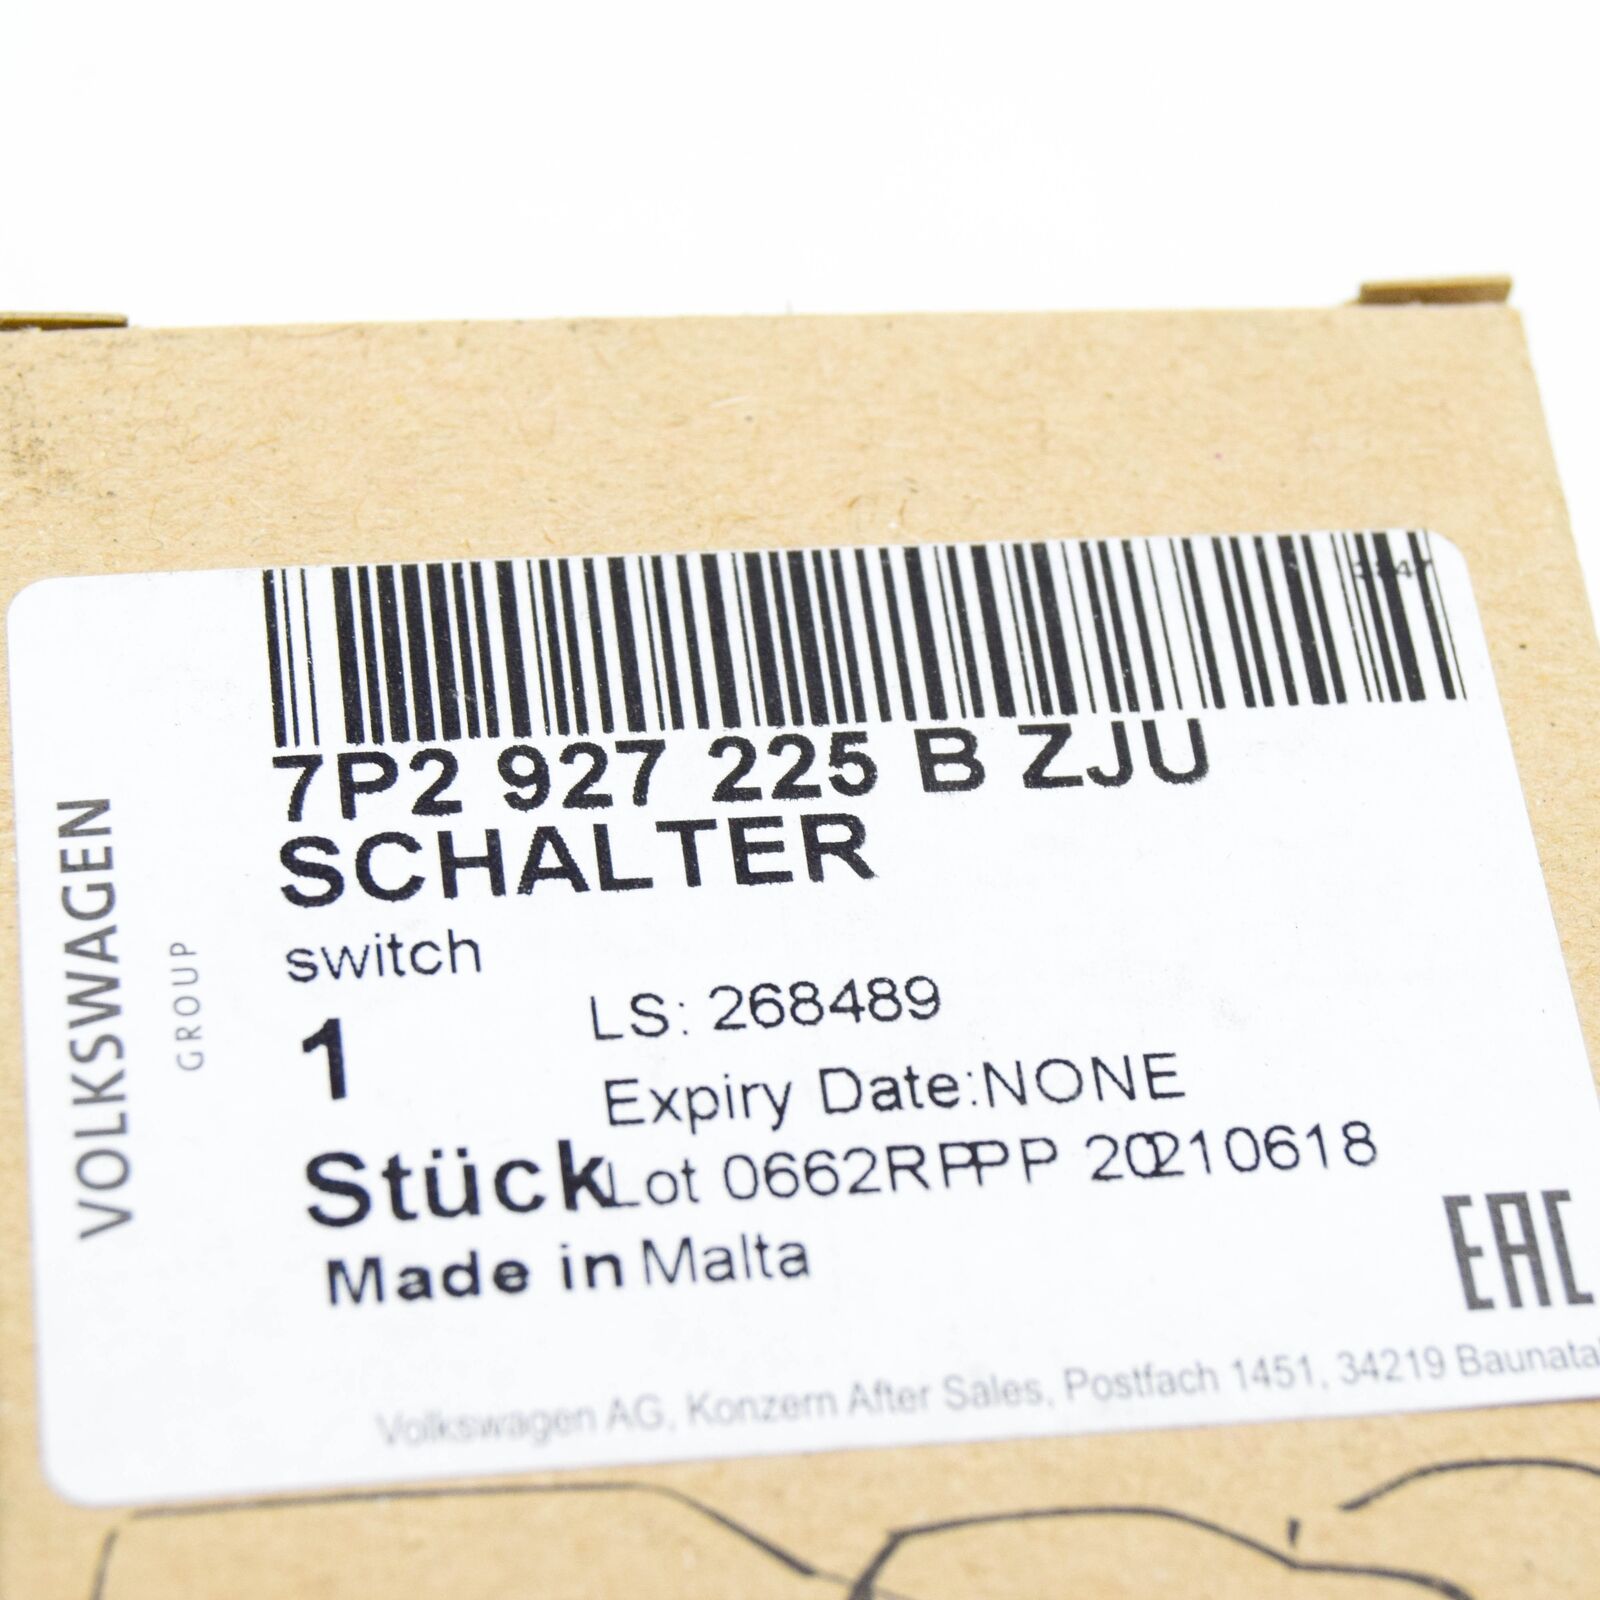 7P2 927 225 B ZJU
SCHALTER
switch
1
LS: 268489
Expiry Date:NONE
Stück
Lot 0662RPPP 20210618
Made in Malta
EAC
Volkswagen AG, Konzern After Sales, Postfach 1451, 34219 Baunatal
VOLKSWAGEN
GROUP